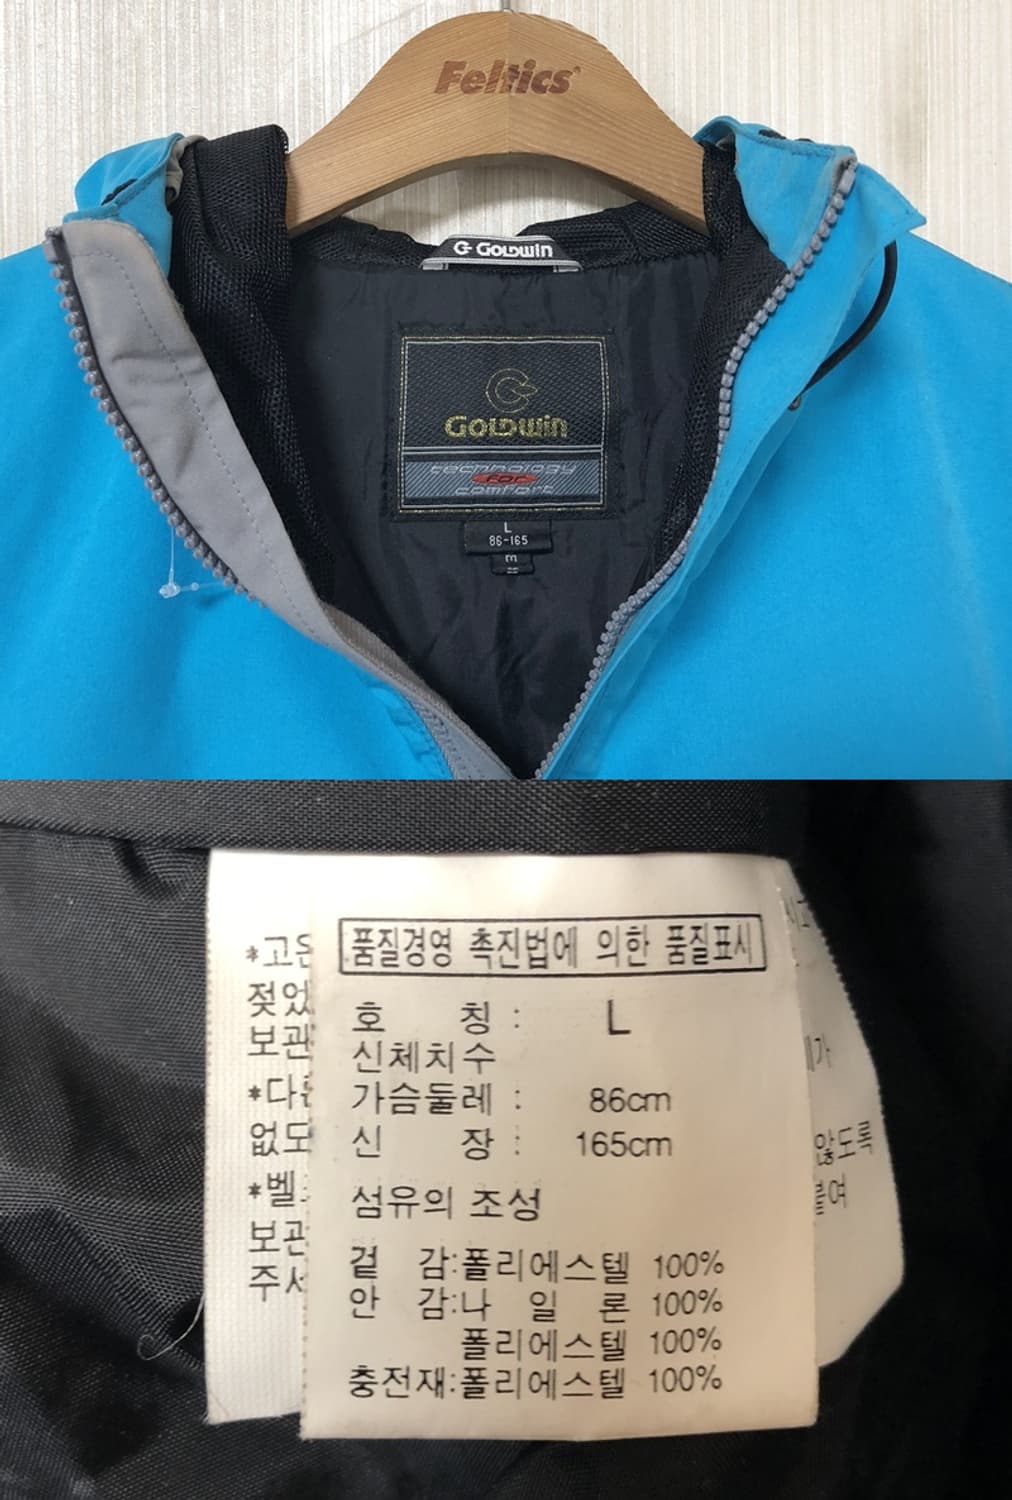 Feltics
GOLDWIN
GOLDWIN
technology
for
comfort
L
86-165
*고은
젖었
보관
없도
*벨
보관
주서
품질경영 촉진법에 의한 품질표시
호 칭 : L
신체치수
가슴둘레 : 86cm
신 장 : 165cm
섬유의 조성
겉 감:폴리에스텔 100%
안 감:나 일 론 100%
폴리에스텔 100%
충전재:폴리에스텔 100%
가
않도록
붙여